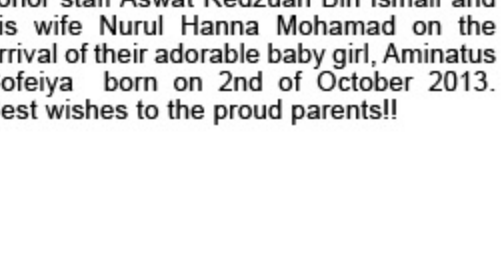 staff Aswat Redzuan Bin Ismail and
is wife Nurul Hanna Mohamad on the
rrival of their adorable baby girl, Aminatus
ofeiya born on 2nd of October 2013.
est wishes to the proud parents!!